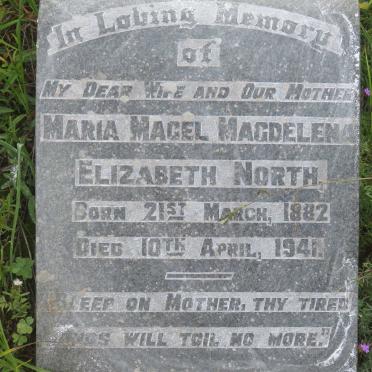 In Loving Memory
of
My Dear Wife and Our Mother
Maria Magel Magdelena
Elizabeth North
Born 21st March, 1882
Died 10th April, 1941.
Sleep on Mother, thy tired
will toil no more."